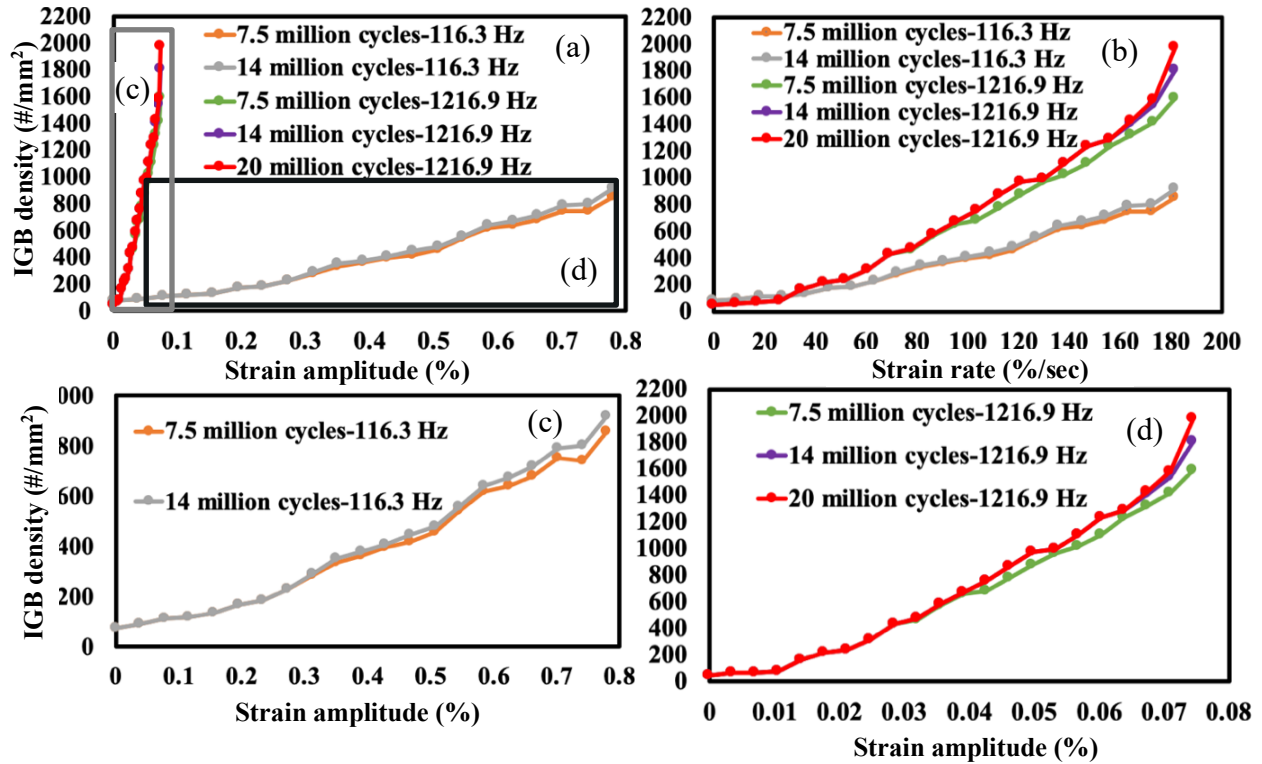 2200
2000
1800
1600
1400
1200
1000
800
600
400
200
0
IGB density (#/mm²)
(c)
7.5 million cycles-116.3 Hz
14 million cycles-116.3 Hz
7.5 million cycles-1216.9 Hz
14 million cycles-1216.9 Hz
20 million cycles-1216.9 Hz
(a)
(d)
0 0.1 0.2 0.3 0.4 0.5 0.6 0.7 0.8
Strain amplitude (%)
2200
2000
1800
1600
1400
1200
1000
800
600
400
200
0
7.5 million cycles-116.3 Hz
14 million cycles-116.3 Hz
7.5 million cycles-1216.9 Hz
14 million cycles-1216.9 Hz
20 million cycles-1216.9 Hz
(b)
0 20 40 60 80 100 120 140 160 180 200
Strain rate (%/sec)
000
800
600
400
200
0
IGB density (#/mm²)
7.5 million cycles-116.3 Hz
14 million cycles-116.3 Hz
(c)
0 0.1 0.2 0.3 0.4 0.5 0.6 0.7 0.8
Strain amplitude (%)
2200
2000
1800
1600
1400
1200
1000
800
600
400
200
0
7.5 million cycles-1216.9 Hz
14 million cycles-1216.9 Hz
20 million cycles-1216.9 Hz
(d)
0 0.01 0.02 0.03 0.04 0.05 0.06 0.07 0.08
Strain amplitude (%)